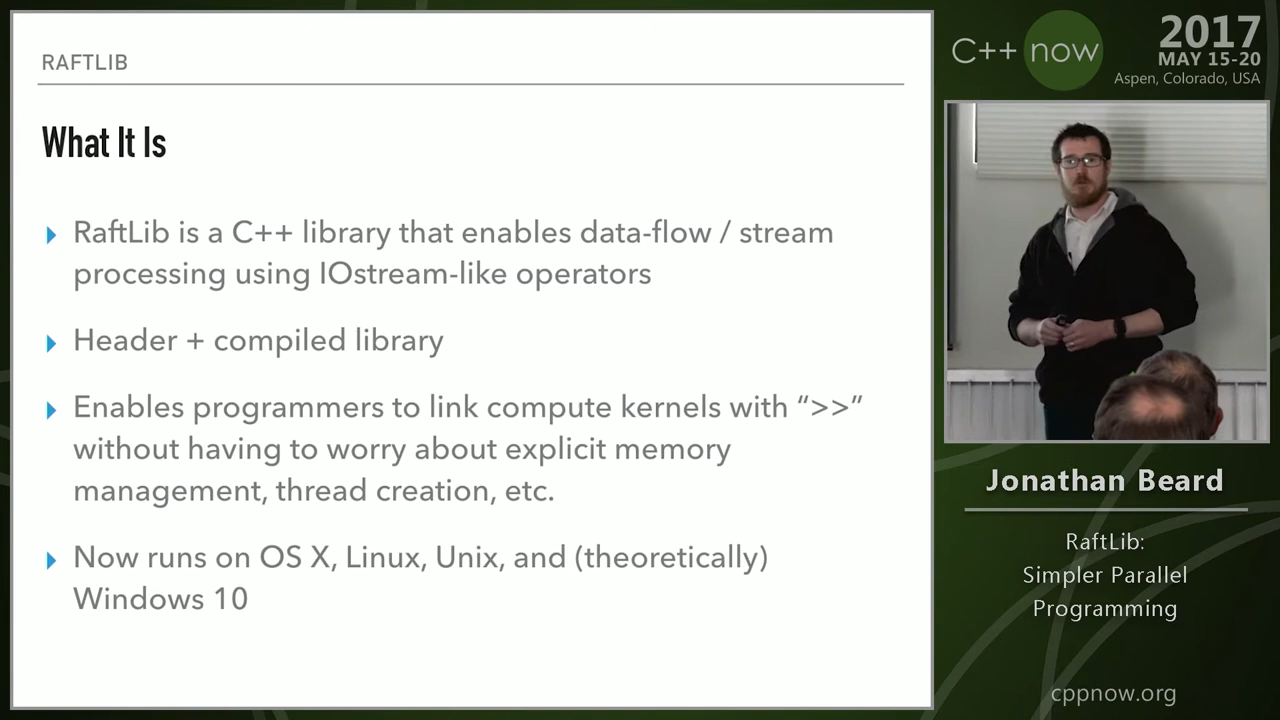 RAFTLIB
What It Is
RaftLib is a C++ library that enables data-flow / stream
processing using IOstream-like operators
Header + compiled library
Enables programmers to link compute kernels with “>>”
without having to worry about explicit memory
management, thread creation, etc.
Now runs on OS X, Linux, Unix, and (theoretically)
Windows 10
C++ now
2017
MAY 15-20
Aspen, Colorado, USA
Jonathan Beard
RaftLib:
Simpler Parallel
Programming
cppnow.org